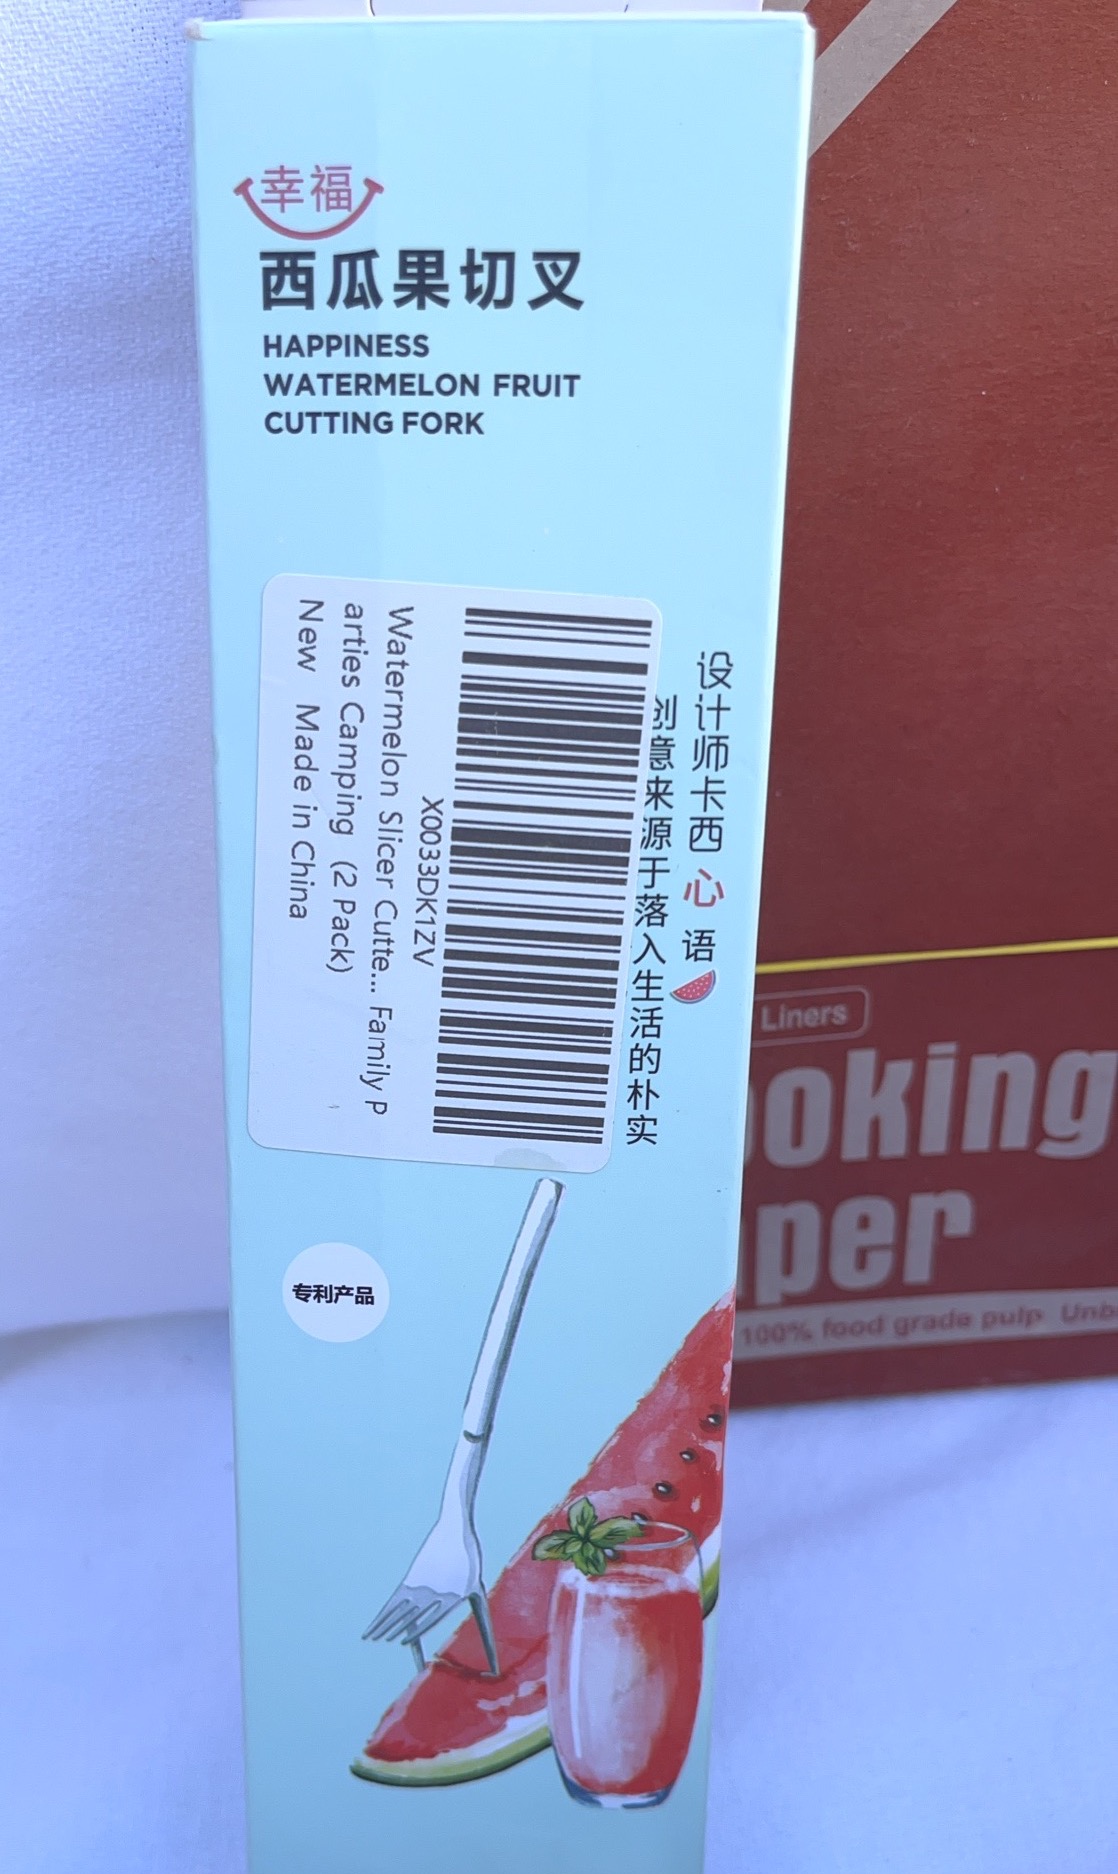 幸福
西瓜果切叉
HAPPINESS
WATERMELON FRUIT
CUTTING FORK
设计师卡西心语
创意来源于落入生活的朴实
X0033DK1ZV
Watermelon Slicer Cutte... Family P
arties Camping (2 Pack)
New Made in China
专利产品
Liners
100% food grade pulp